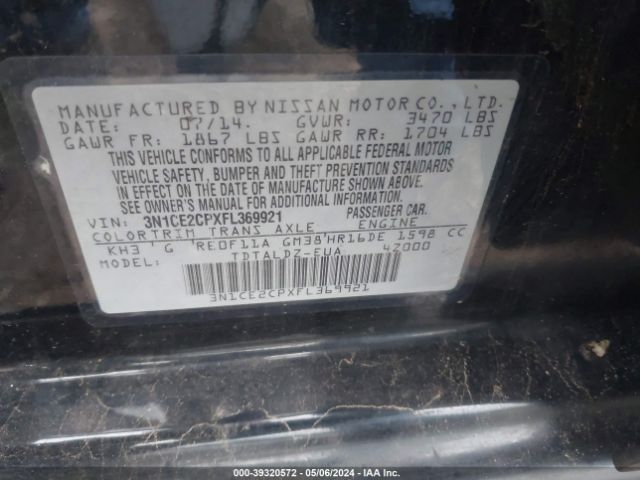 MANUFACTURED BY NISSAN MOTOR CO., LTD.
DATE: 07/14. GVWR: 3470 LBS
GAWR FR: 1867 LBS GAWR RR: 1704 LBS
THIS VEHICLE CONFORMS TO ALL APPLICABLE FEDERAL MOTOR
VEHICLE SAFETY, BUMPER AND THEFT PREVENTION STANDARDS
IN EFFECT ON THE DATE OF MANUFACTURE SHOWN ABOVE.
SEE OWNER'S MANUAL FOR ADDITIONAL INFORMATION
VIN: 3N1CE2CPXFL369921 PASSENGER CAR.
COLOR TRIM TRANS AXLE ENGINE
KH3 G 'RE0F11A GM38'HR16DE 1598 CC
MODEL: TDTALDZ-EUA 42000
3N1CE2CPXFL369921
000-39320572 — 05/06/2024 — IAA Inc.